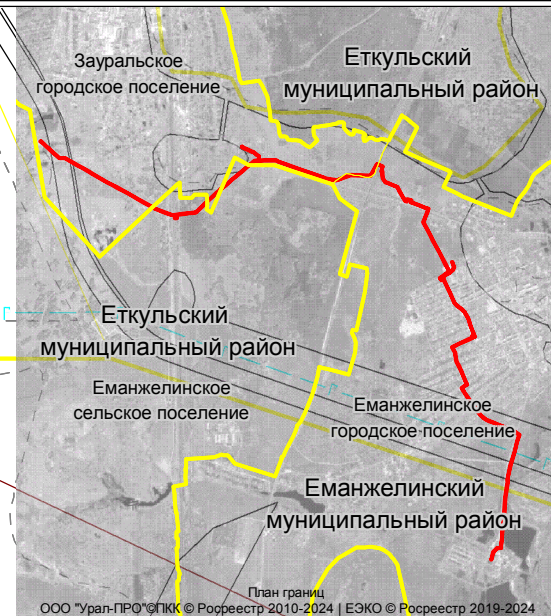 Зауральское
городское поселение
Еткульский
муниципальный район
Еткульский
муниципальный район
Еманжелинское
сельское поселение
Еманжелинское
городское поселение
Еманжелинский
муниципальный район
План границ
ООО "Урал-ПРО"©ПКК © Росреестр 2010-2024 | ЕЭКО © Росреестр 2019-2024